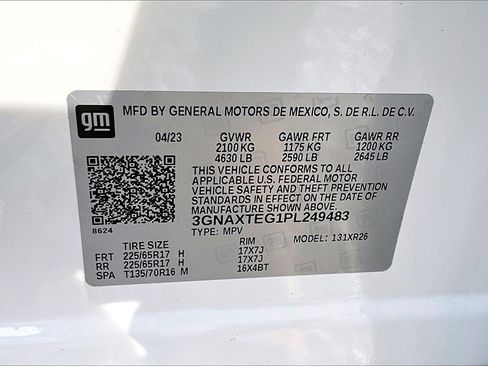 gm
MFD BY GENERAL MOTORS DE MEXICO, S. DE R.L. DE C.V.
04/23 GVWR GAWR FRT GAWR RR
2100 KG 1175 KG 1200 KG
4630 LB 2590 LB 2645 LB
THIS VEHICLE CONFORMS TO ALL
APPLICABLE U.S. FEDERAL MOTOR
VEHICLE SAFETY AND THEFT PREVENTION
STANDARDS IN EFFECT ON THE DATE OF
MANUFACTURE SHOWN ABOVE.
3GNAXTEG1PL249483
8624
TYPE: MPV MODEL: 131XR26
TIRE SIZE RIM
FRT 225/65R17 H 17X7J
RR 225/65R17 H 17X7J
SPA T135/70R16 M 16X4BT